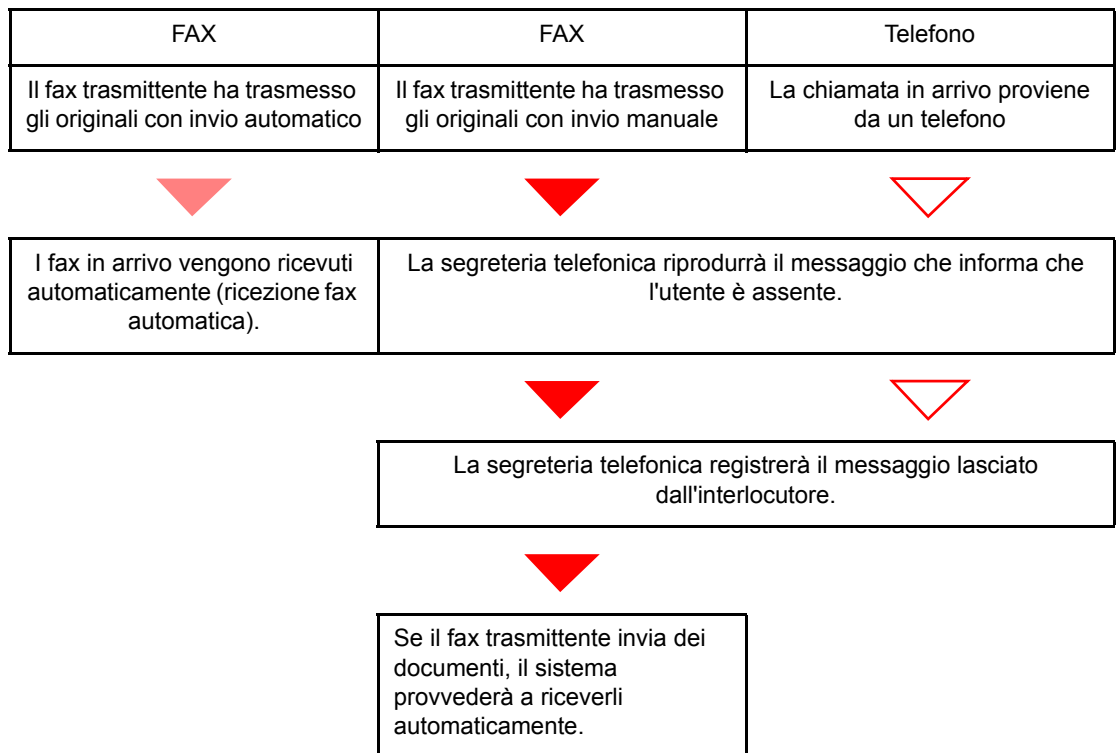 FAX
FAX
Telefono
Il fax trasmittente ha trasmesso
gli originali con invio automatico
Il fax trasmittente ha trasmesso
gli originali con invio manuale
La chiamata in arrivo proviene
da un telefono
I fax in arrivo vengono ricevuti
automaticamente (ricezione fax
automatica).
La segreteria telefonica riprodurrà il messaggio che informa che
l'utente è assente.
La segreteria telefonica registrerà il messaggio lasciato
dall'interlocutore.
Se il fax trasmittente invia dei
documenti, il sistema
provvederà a riceverli
automaticamente.